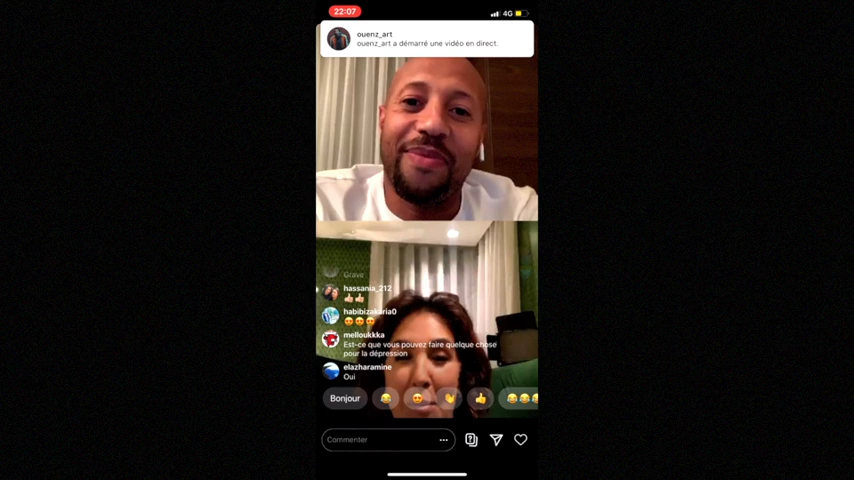 22:07
4G
ouenz_art
ouenz_art a démarré une vidéo en direct.
Grave
hassania_212
habibizakaria0
melloukkka
Est-ce que vous pouvez faire quelque chose
pour la dépression
elazharamine
Oui
Bonjour
Commenter